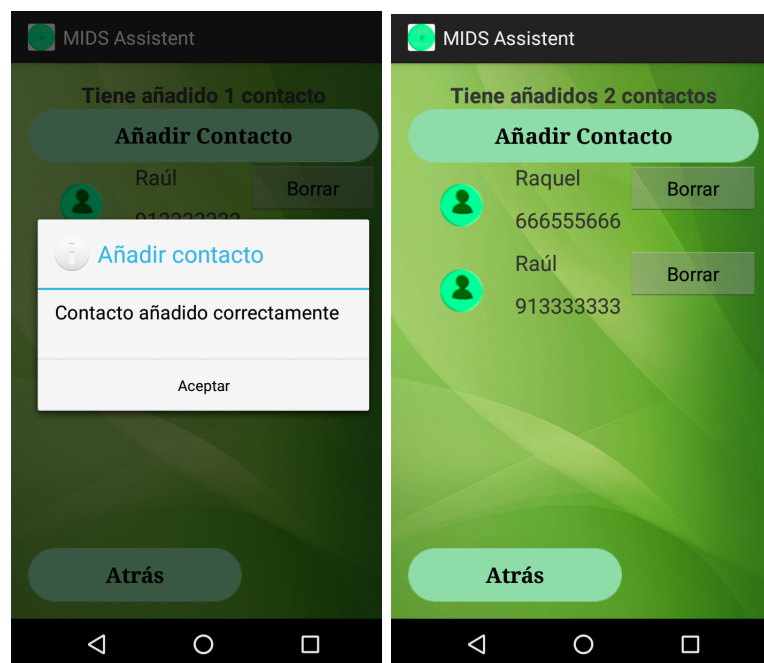 MIDS Assistent
Tiene añadido 1 contacto
Añadir Contacto
Raúl
Borrar
913333333
Añadir contacto
Contacto añadido correctamente
Aceptar
Atrás
MIDS Assistent
Tiene añadidos 2 contactos
Añadir Contacto
Raquel
Borrar
666555666
Raúl
Borrar
913333333
Atrás